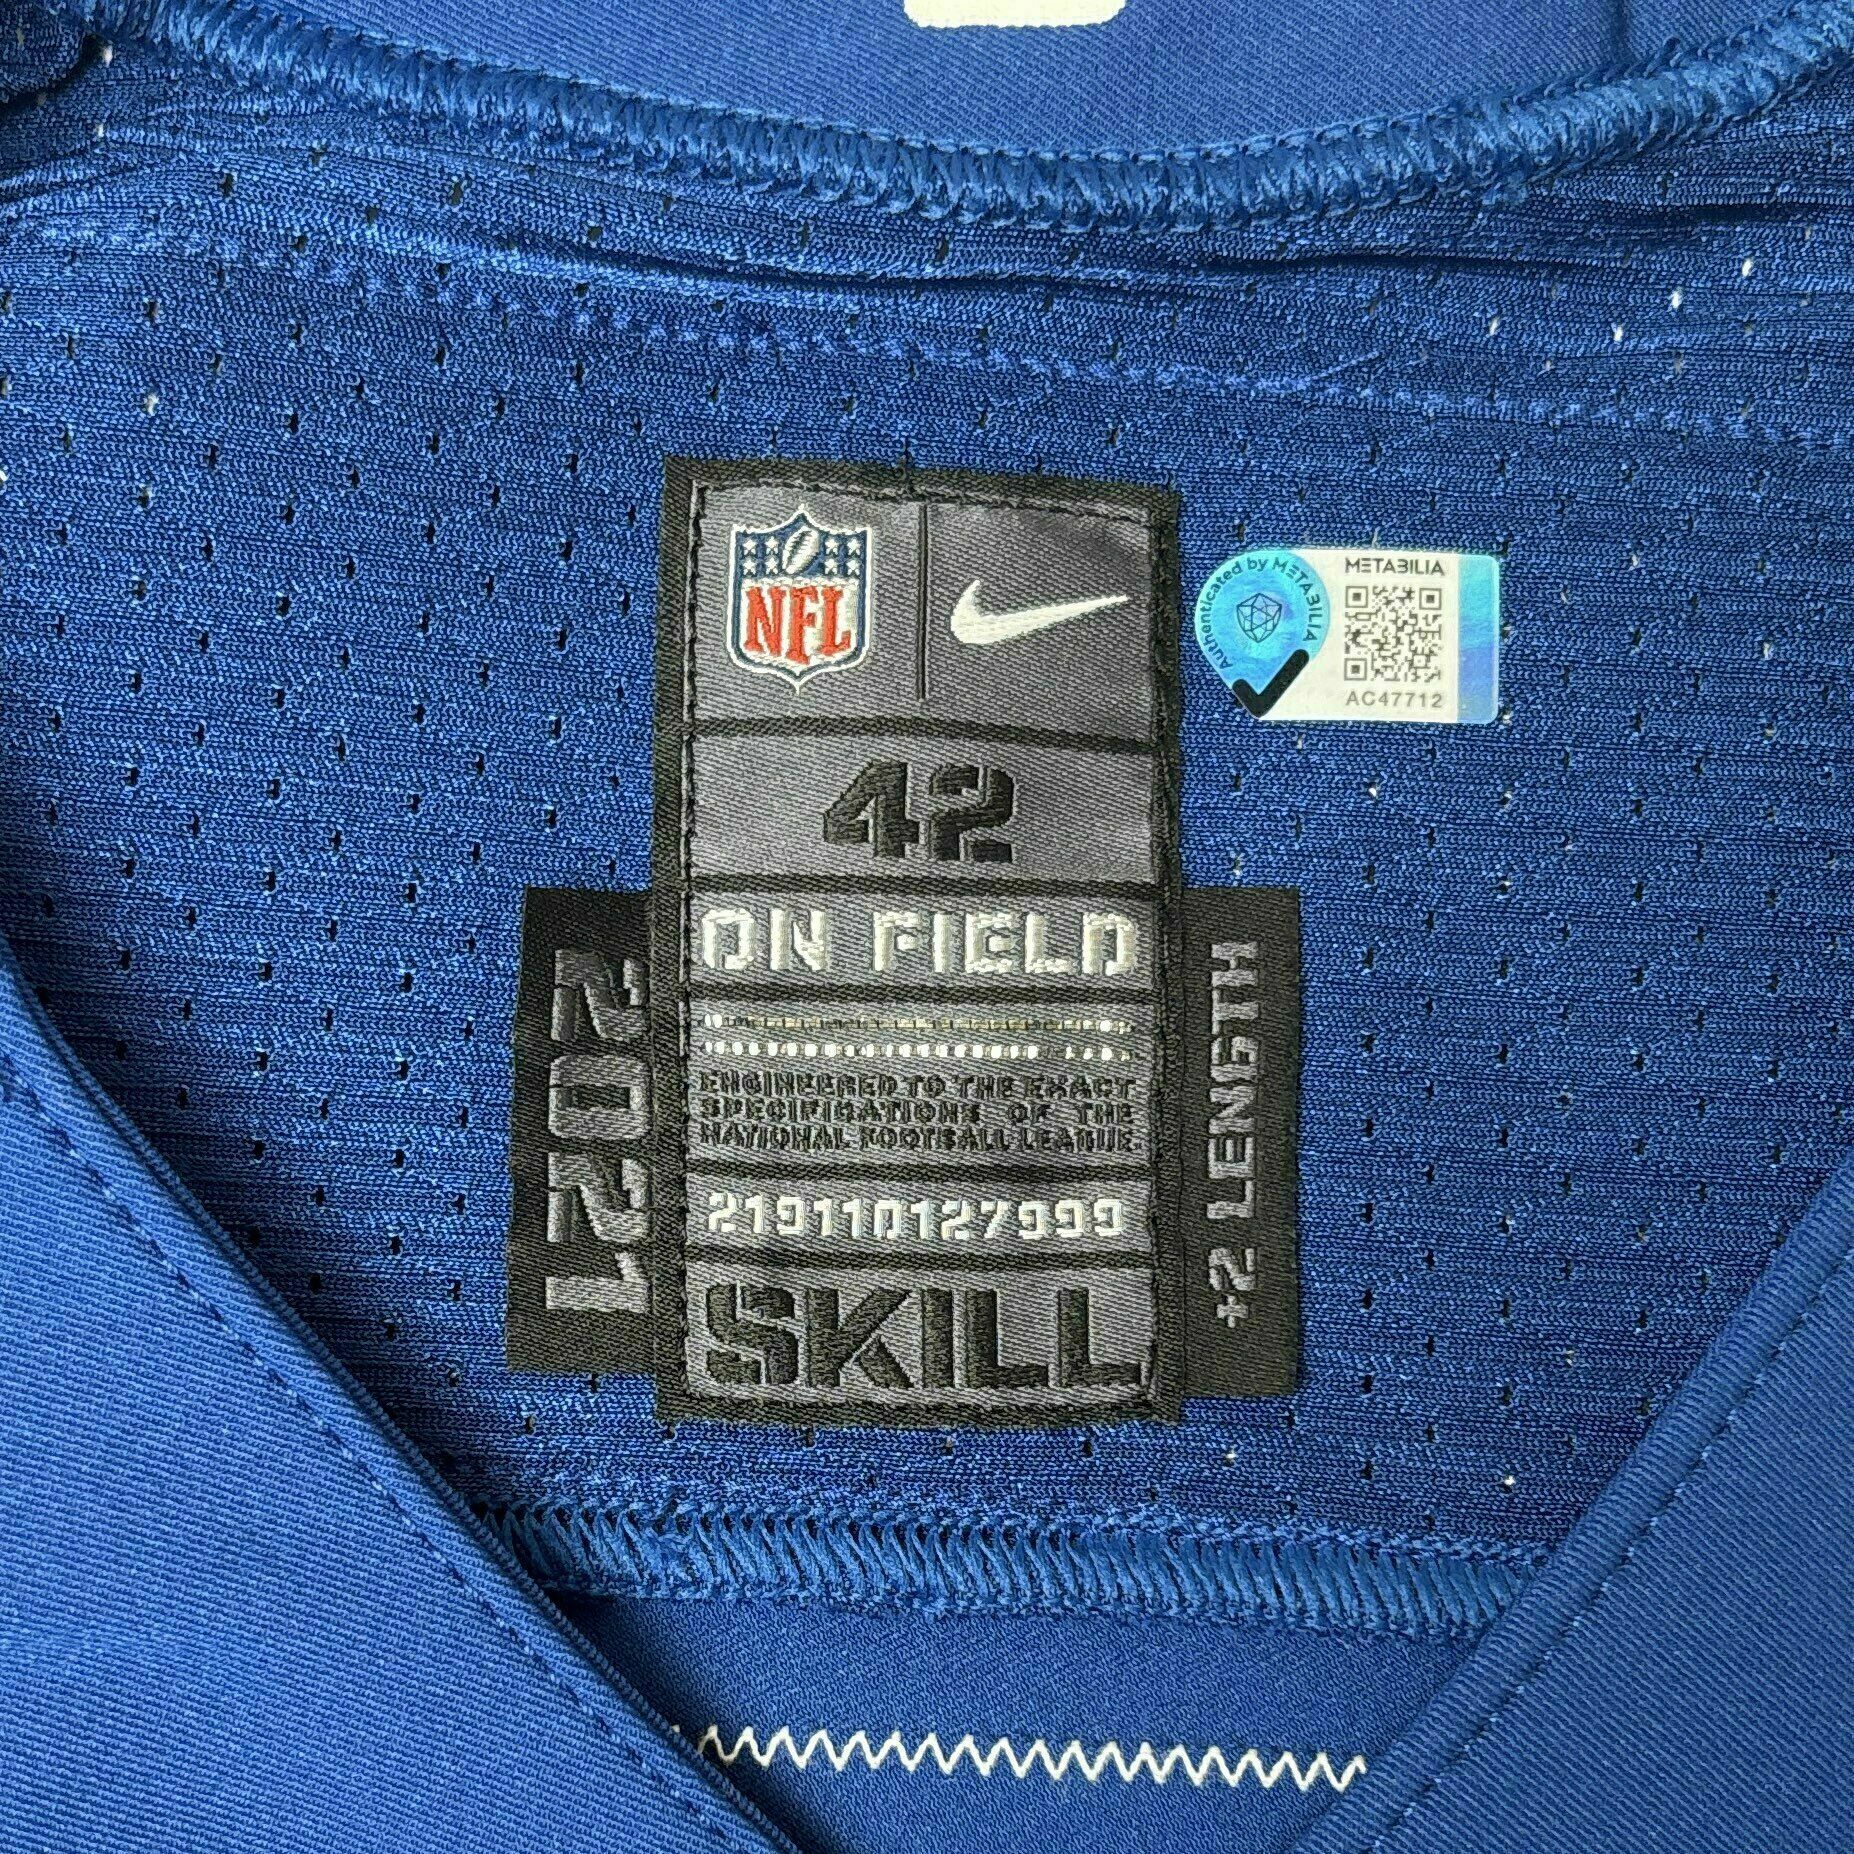 NFL
Authenticated by METABILIA
METABILIA
AC47712
42
ON FIELD
ENGINEERED TO THE EXACT
SPECIFICATIONS OF THE
NATIONAL FOOTBALL LEAGUE
219110127999
SKILL
2021
+2 LENGTH